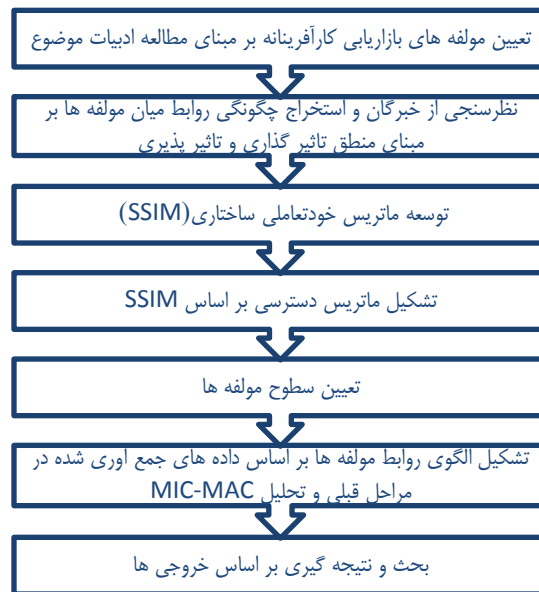 تعیین مولفه های بازاریابی کارآفرینانه بر مبنای مطالعه ادبیات موضوع
نظرسنجی از خبرگان و استخراج چگونگی روابط میان مولفه ها بر
مبنای منطق تاثیر گذاری و تاثیر پذیری
توسعه ماتریس خودتعاملی ساختاری(SSIM)
تشکیل ماتریس دسترسی بر اساس SSIM
تعیین سطوح مولفه ها
تشکیل الگوی روابط مولفه ها بر اساس داده های جمع اوری شده در
مراحل قبلی و تحلیل MIC-MAC
بحث و نتیجه گیری بر اساس خروجی ها